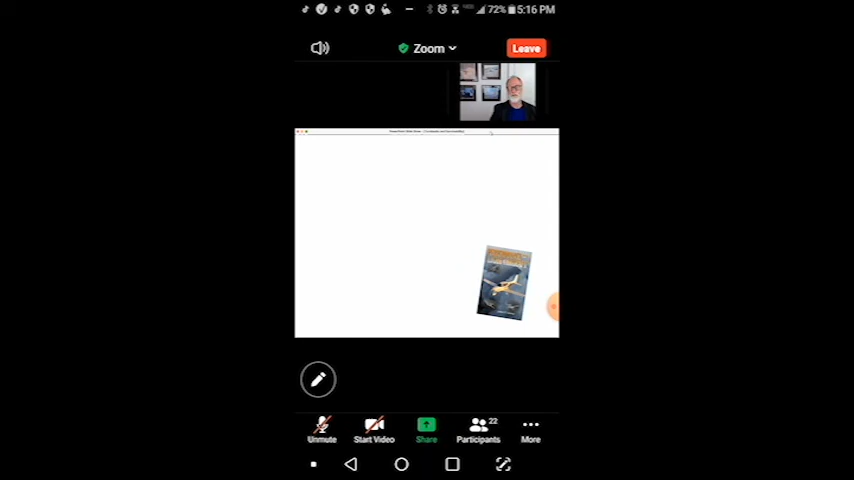 72% 5:16 PM
Zoom
Leave
22
Unmute
Start Video
Share
Participants
More